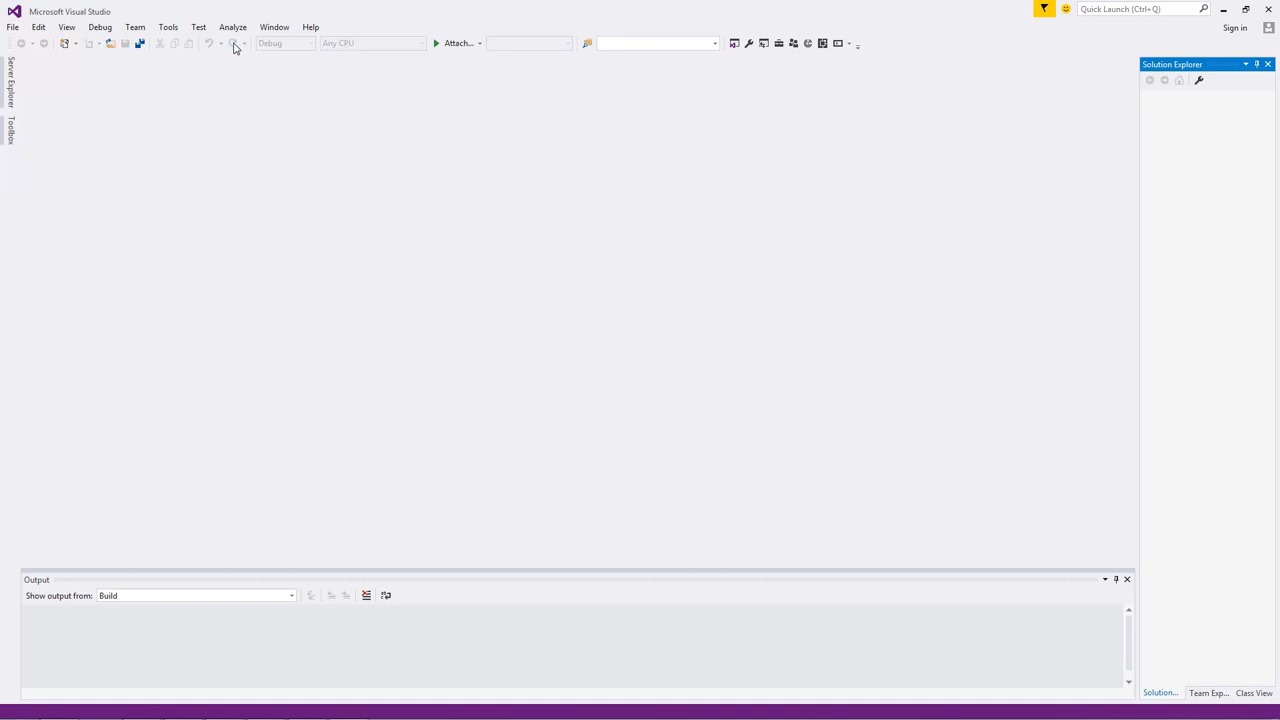 Microsoft Visual Studio
Quick Launch (Ctrl+Q)
File Edit View Debug Team Tools Test Analyze Window Help
Sign in
Debug Any CPU Attach...
Server Explorer
Toolbox
Solution Explorer
Output
Show output from: Build
Solution... Team Exp... Class View